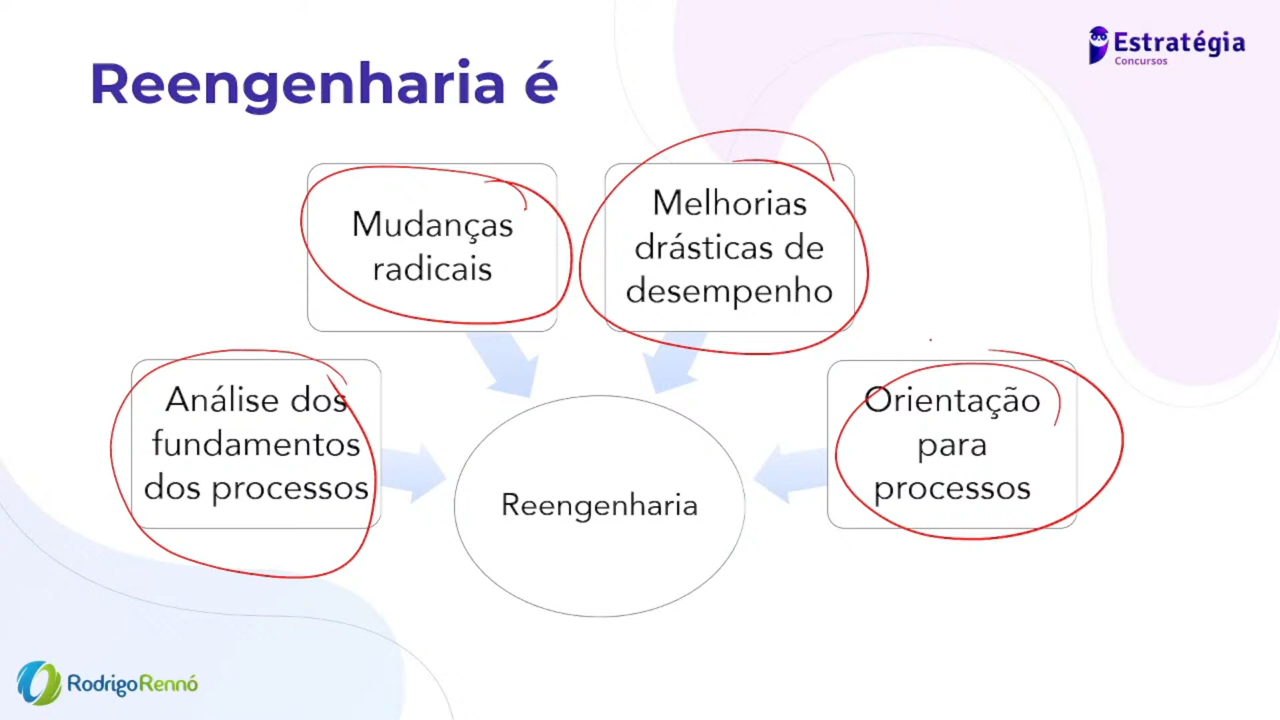 Reengenharia é
Estratégia
Concursos
Mudanças
radicais
Melhorias
drásticas de
desempenho
Análise dos
fundamentos
dos processos
Orientação
para
processos
Reengenharia
RodrigoRennó